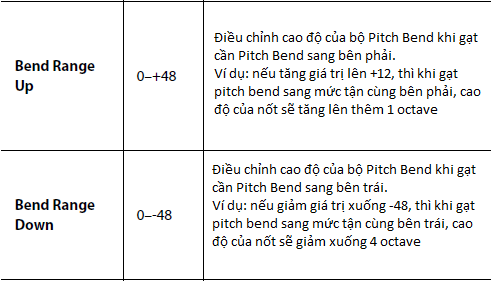 Bend Range
Up
0–+48
Điều chỉnh cao độ của bộ Pitch Bend khi gạt
cần Pitch Bend sang bên phải.
Ví dụ: nếu tăng giá trị lên +12, thì khi gạt
pitch bend sang mức tận cùng bên phải, cao
độ của nốt sẽ tăng lên thêm 1 octave
Bend Range
Down
0–-48
Điều chỉnh cao độ của bộ Pitch Bend khi gạt
cần Pitch Bend sang bên trái.
Ví dụ: nếu giảm giá trị xuống -48, thì khi gạt
pitch bend sang mức tận cùng bên trái, cao
độ của nốt sẽ giảm xuống 4 octave